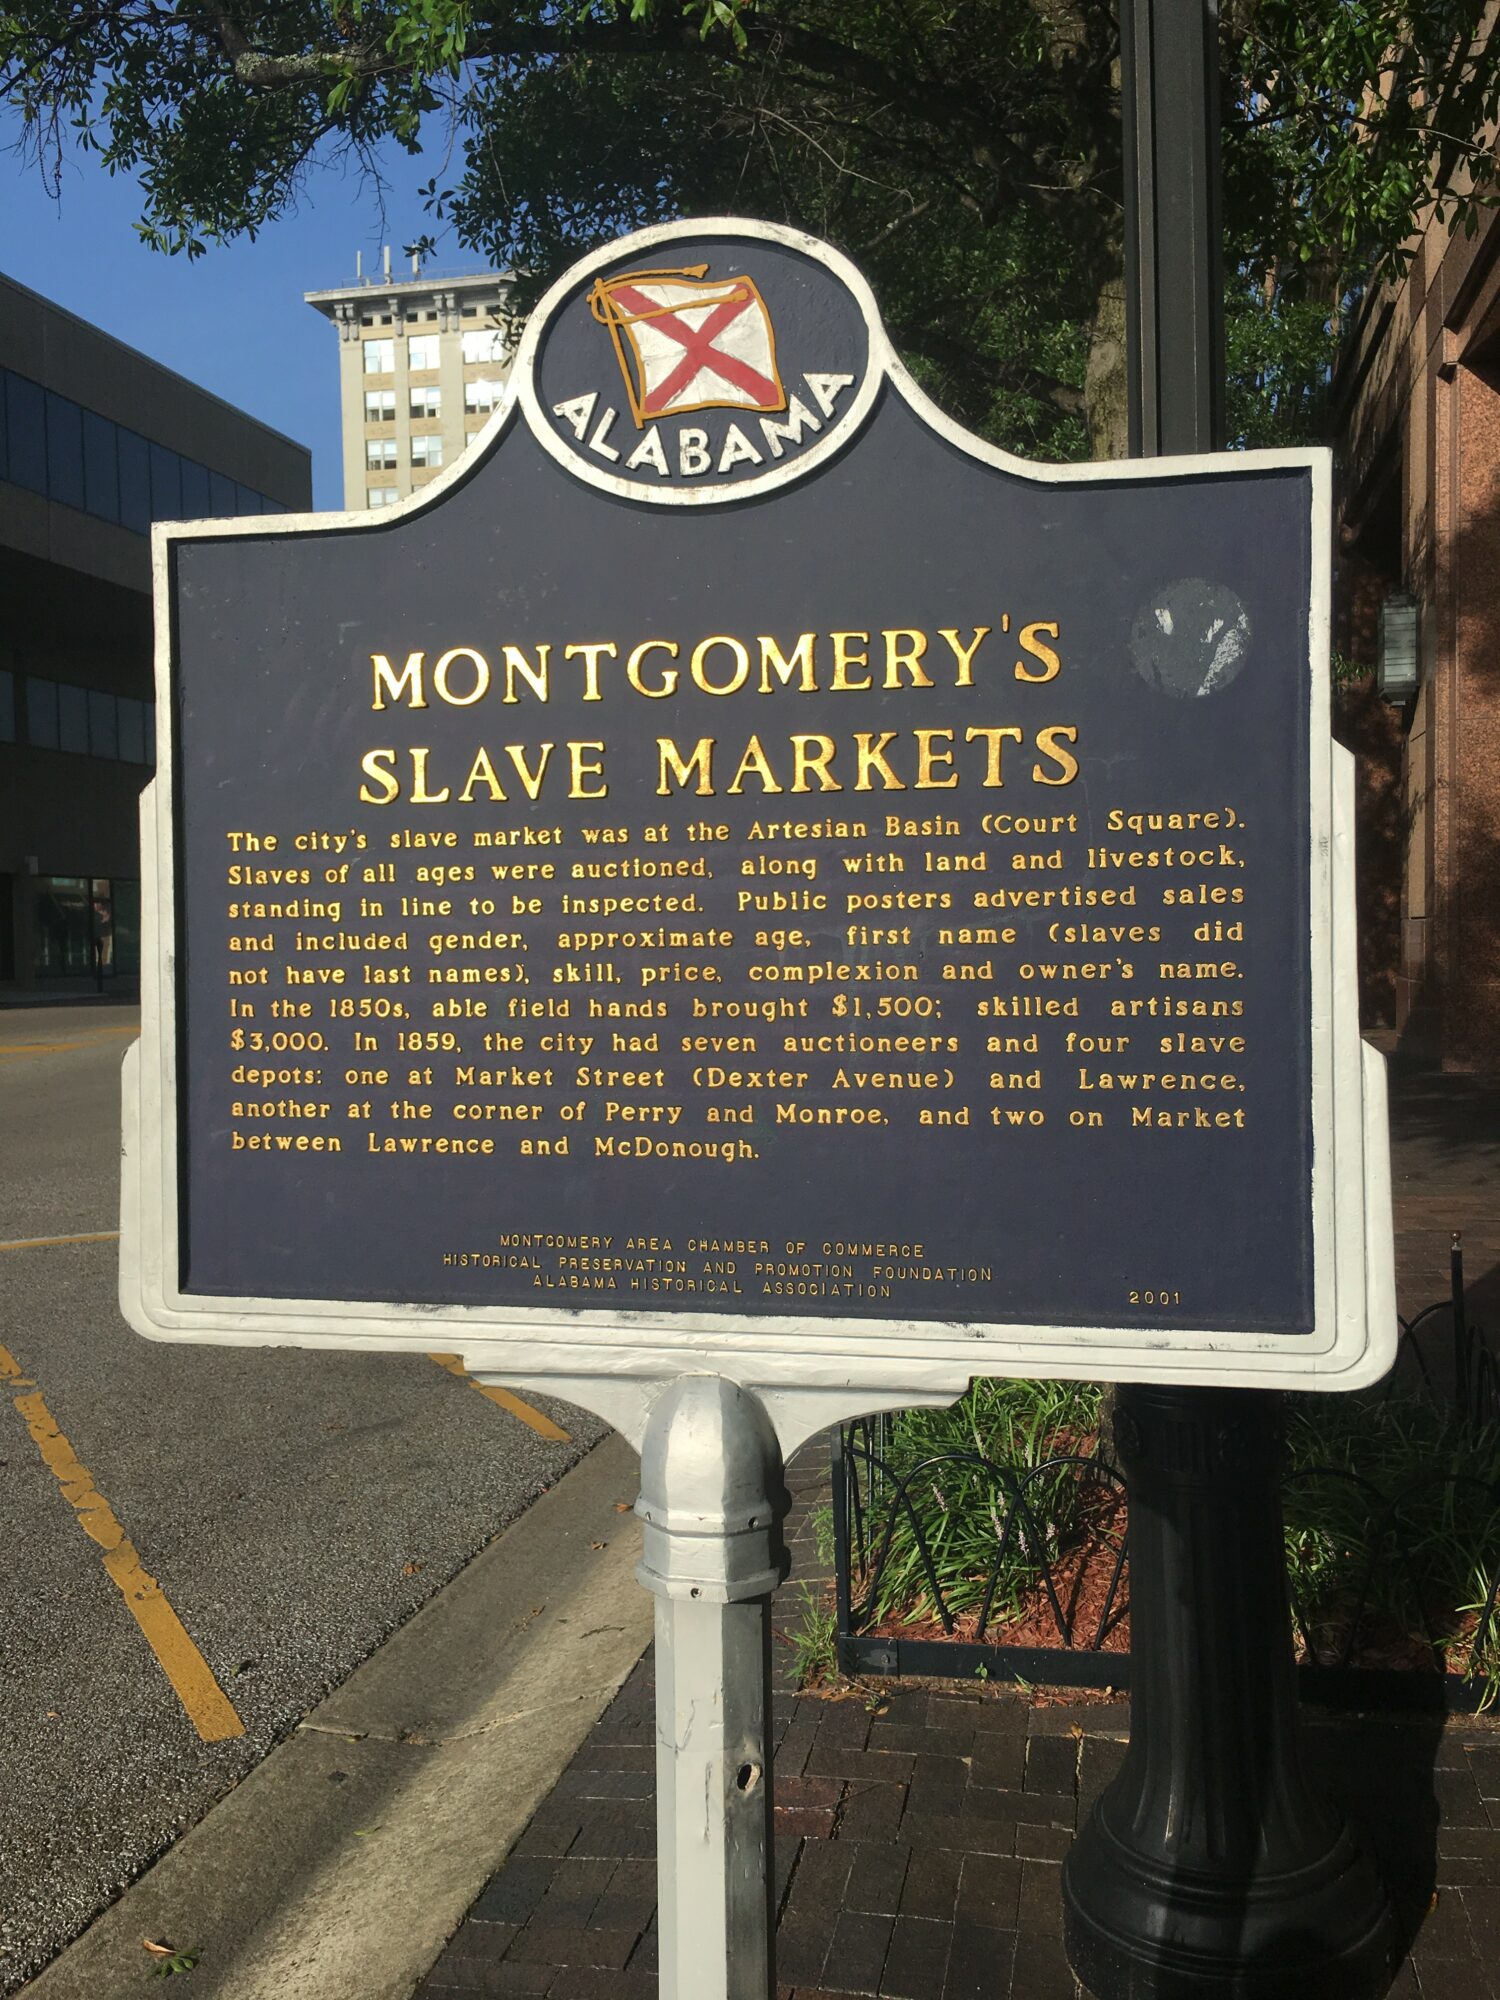 ALABAMA
MONTGOMERY'S
SLAVE MARKETS
The city's slave market was at the Artesian Basin (Court Square).
Slaves of all ages were auctioned, along with land and livestock,
standing in line to be inspected. Public posters advertised sales
and included gender, approximate age, first name (slaves did
not have last names), skill, price, complexion and owner's name.
In the 1850s, able field hands brought $1,500; skilled artisans
$3,000. In 1859, the city had seven auctioneers and four slave
depots: one at Market Street (Dexter Avenue) and Lawrence,
another at the corner of Perry and Monroe, and two on Market
between Lawrence and McDonough.
MONTGOMERY AREA CHAMBER OF COMMERCE
HISTORICAL PRESERVATION AND PROMOTION FOUNDATION
ALABAMA HISTORICAL ASSOCIATION
2001